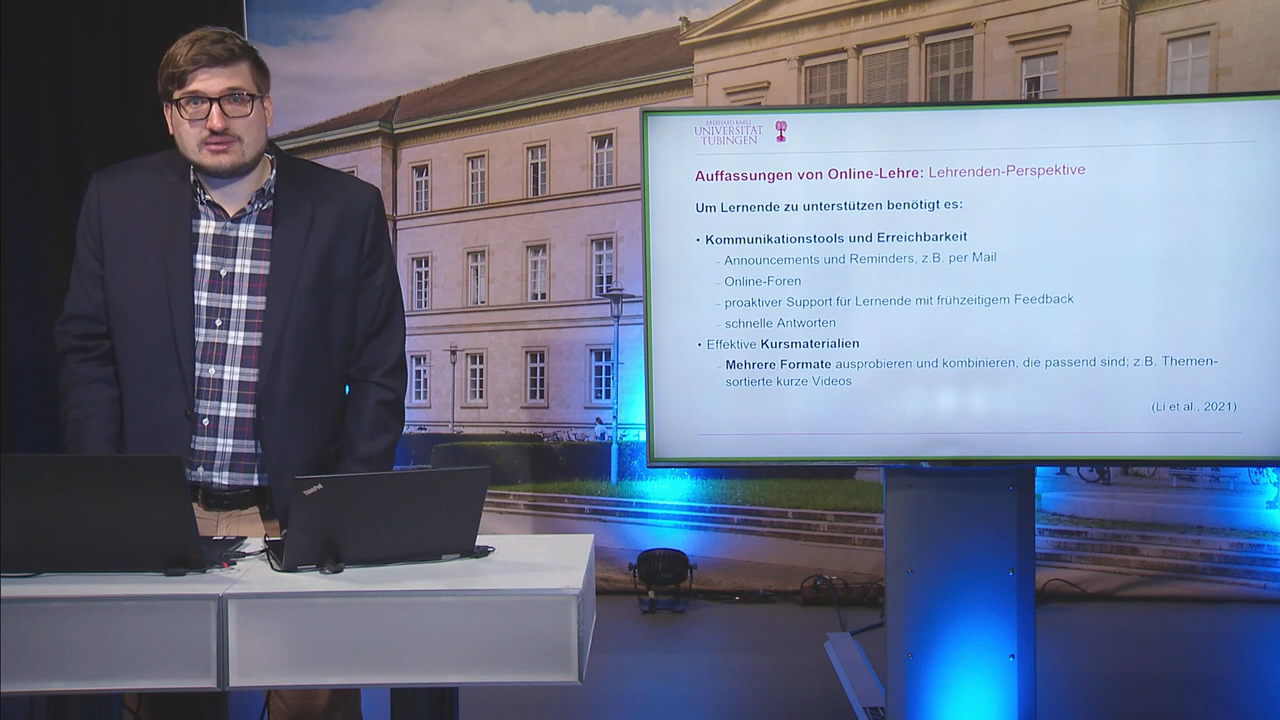 EBERHARD KARLS
UNIVERSITÄT
TÜBINGEN
Auffassungen von Online-Lehre: Lehrenden-Perspektive
Um Lernende zu unterstützen benötigt es:
• Kommunikationstools und Erreichbarkeit
- Announcements und Reminders, z.B. per Mail
- Online-Foren
- proaktiver Support für Lernende mit frühzeitigem Feedback
- schnelle Antworten
• Effektive Kursmaterialien
- Mehrere Formate ausprobieren und kombinieren, die passend sind; z.B. Themen-
sortierte kurze Videos
(Li et al., 2021)
ThinkPad